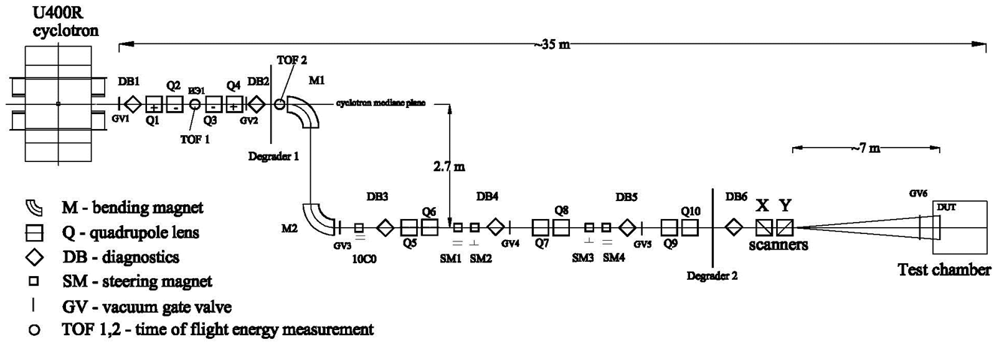 U400R
cyclotron
~35 m
TOF 2
DB1
Q2
ИЭ1
Q4
DB2
M1
+
-
-
+
cyclotron mediane plane
GV1
Q1
Q3
GV2
TOF 1
Degrader 1
2.7 m
~7 m
M - bending magnet
Q - quadrupole lens
DB - diagnostics
SM - steering magnet
GV - vacuum gate valve
TOF 1,2 - time of flight energy measurement
DB3
Q6
DB4
Q8
DB5
Q10
DB6
X Y
GV6
DUT
M2
GV3
10C0
Q5
SM1
SM2
GV4
Q7
SM3
SM4
GV5
Q9
Degrader 2
scanners
Test chamber